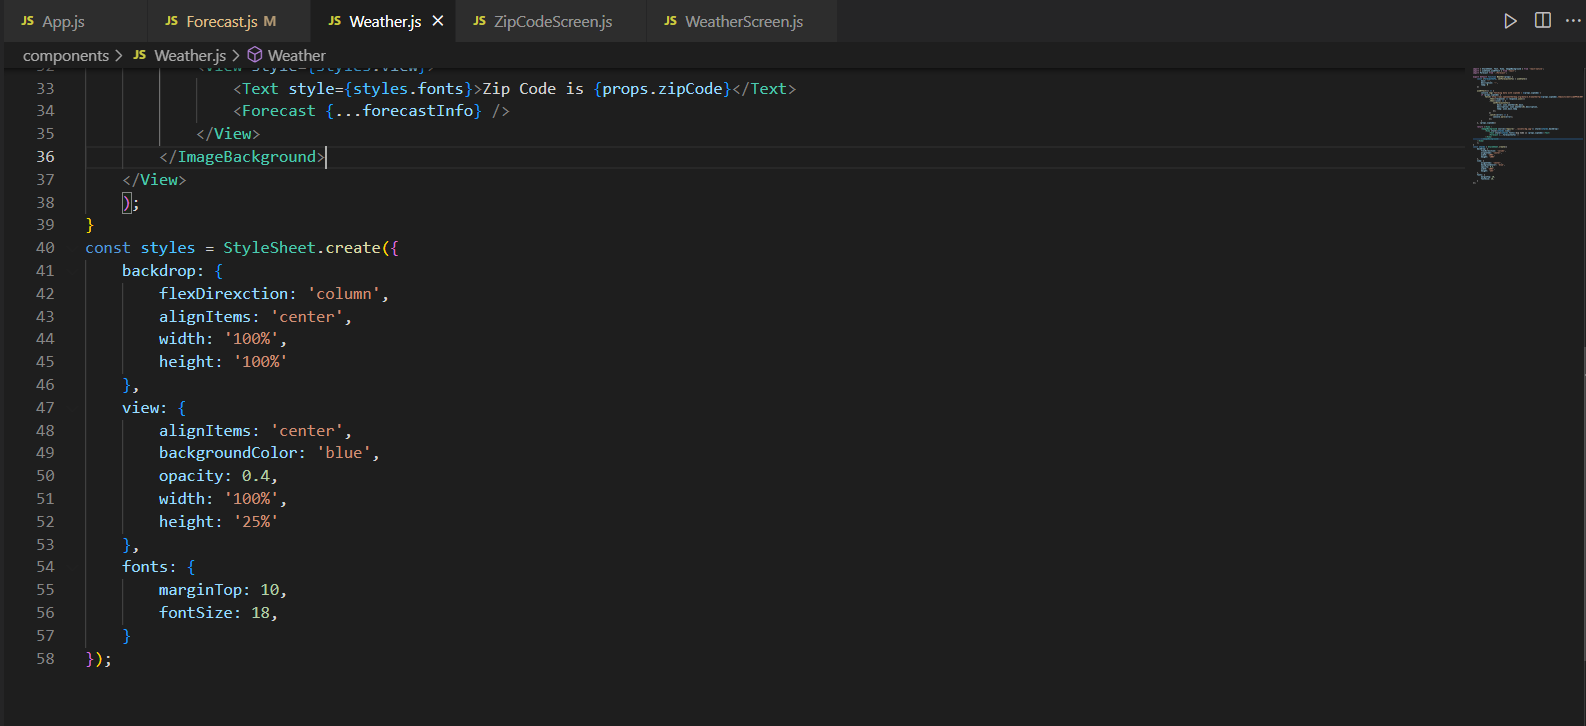 JS App.js JS Forecast.js M JS Weather.js JS ZipCodeScreen.js JS WeatherScreen.js
components > JS Weather.js > Weather
32 <View style={styles.view}>
33 <Text style={styles.fonts}>Zip Code is {props.zipCode}</Text>
34 <Forecast {...forecastInfo} />
35 </View>
36 </ImageBackground>
37 </View>
38 );
39 }
40 const styles = StyleSheet.create({
41 backdrop: {
42 flexDirexction: 'column',
43 alignItems: 'center',
44 width: '100%',
45 height: '100%'
46 },
47 view: {
48 alignItems: 'center',
49 backgroundColor: 'blue',
50 opacity: 0.4,
51 width: '100%',
52 height: '25%'
53 },
54 fonts: {
55 marginTop: 10,
56 fontSize: 18,
57 }
58 });